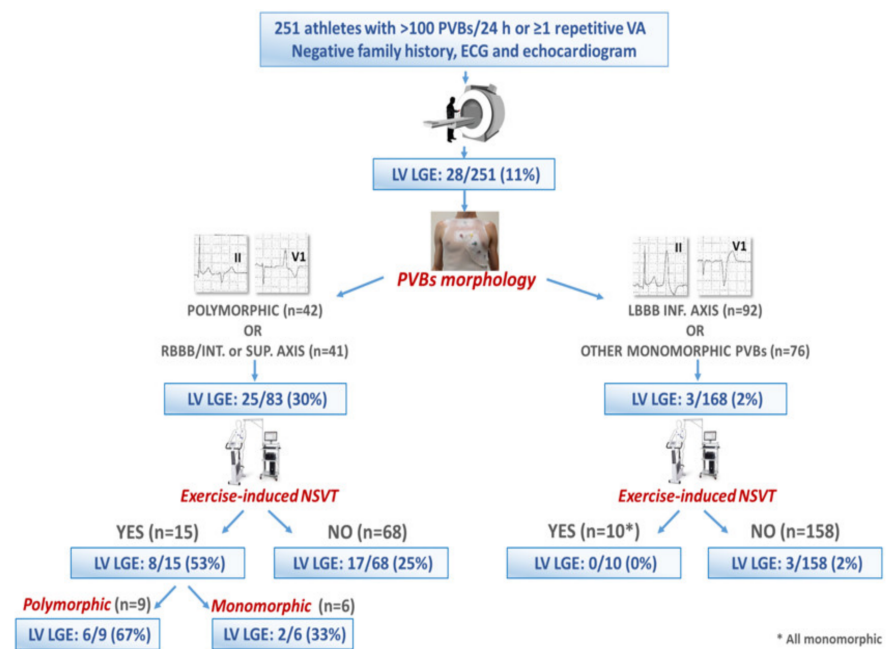 251 athletes with >100 PVBs/24 h or ≥1 repetitive VA
Negative family history, ECG and echocardiogram
LV LGE: 28/251 (11%)
II
V1
II
V1
PVBs morphology
POLYMORPHIC (n=42)
OR
RBBB/INT. or SUP. AXIS (n=41)
LBBB INF. AXIS (n=92)
OR
OTHER MONOMORPHIC PVBs (n=76)
LV LGE: 25/83 (30%)
LV LGE: 3/168 (2%)
Exercise-induced NSVT
Exercise-induced NSVT
YES (n=15)
NO (n=68)
YES (n=10*)
NO (n=158)
LV LGE: 8/15 (53%)
LV LGE: 17/68 (25%)
LV LGE: 0/10 (0%)
LV LGE: 3/158 (2%)
Polymorphic (n=9)
Monomorphic (n=6)
LV LGE: 6/9 (67%)
LV LGE: 2/6 (33%)
* All monomorphic